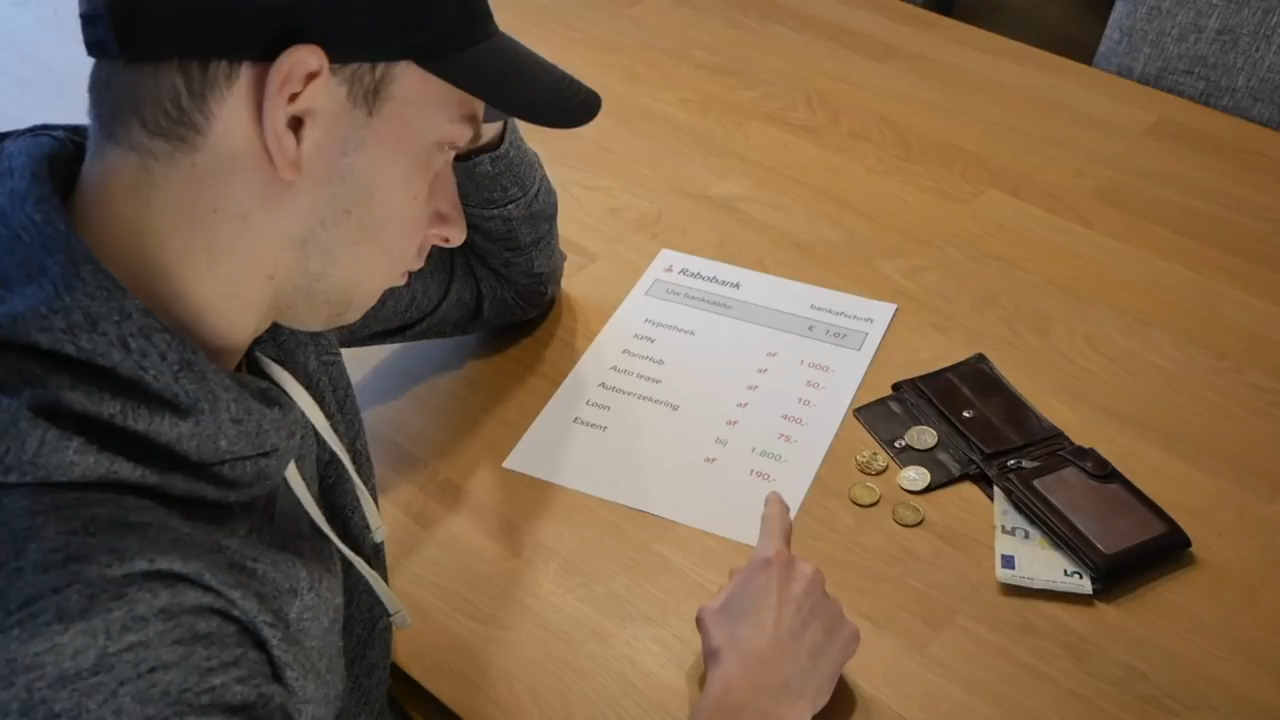 Rabobank
bankafschrift
Uw banksaldo: € 1,07
Hypotheek af 1 000,-
KPN af 50,-
PornHub af 10,-
Auto lease af 400,-
Autoverzekering af 75,-
Loon bij 1.800,-
Essent af 190,-
5
5